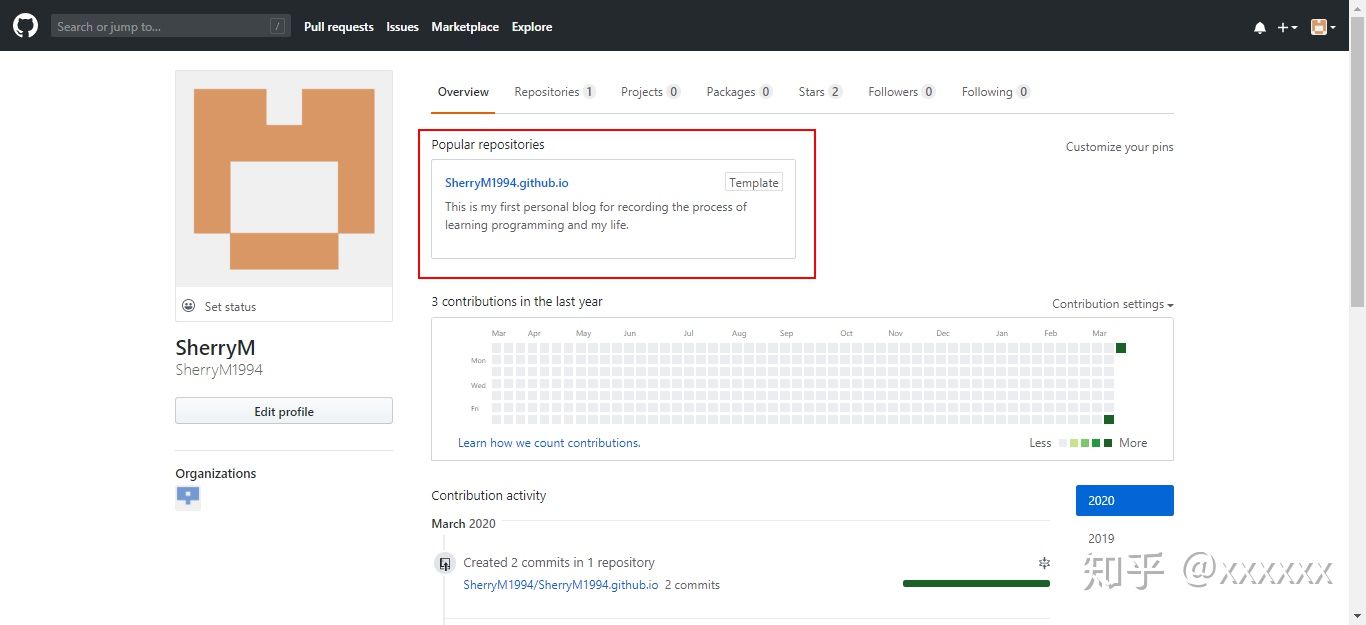 Search or jump to... / Pull requests Issues Marketplace Explore
Overview Repositories 1 Projects 0 Packages 0 Stars 2 Followers 0 Following 0
Popular repositories
Customize your pins
SherryM1994.github.io Template
This is my first personal blog for recording the process of
learning programming and my life.
Set status
SherryM
SherryM1994
Edit profile
Organizations
3 contributions in the last year
Contribution settings
Mar Apr May Jun Jul Aug Sep Oct Nov Dec Jan Feb Mar
Mon
Wed
Fri
Learn how we count contributions.
Less More
Contribution activity
2020
2019
March 2020
Created 2 commits in 1 repository
SherryM1994/SherryM1994.github.io 2 commits
知乎 @xxxxxx